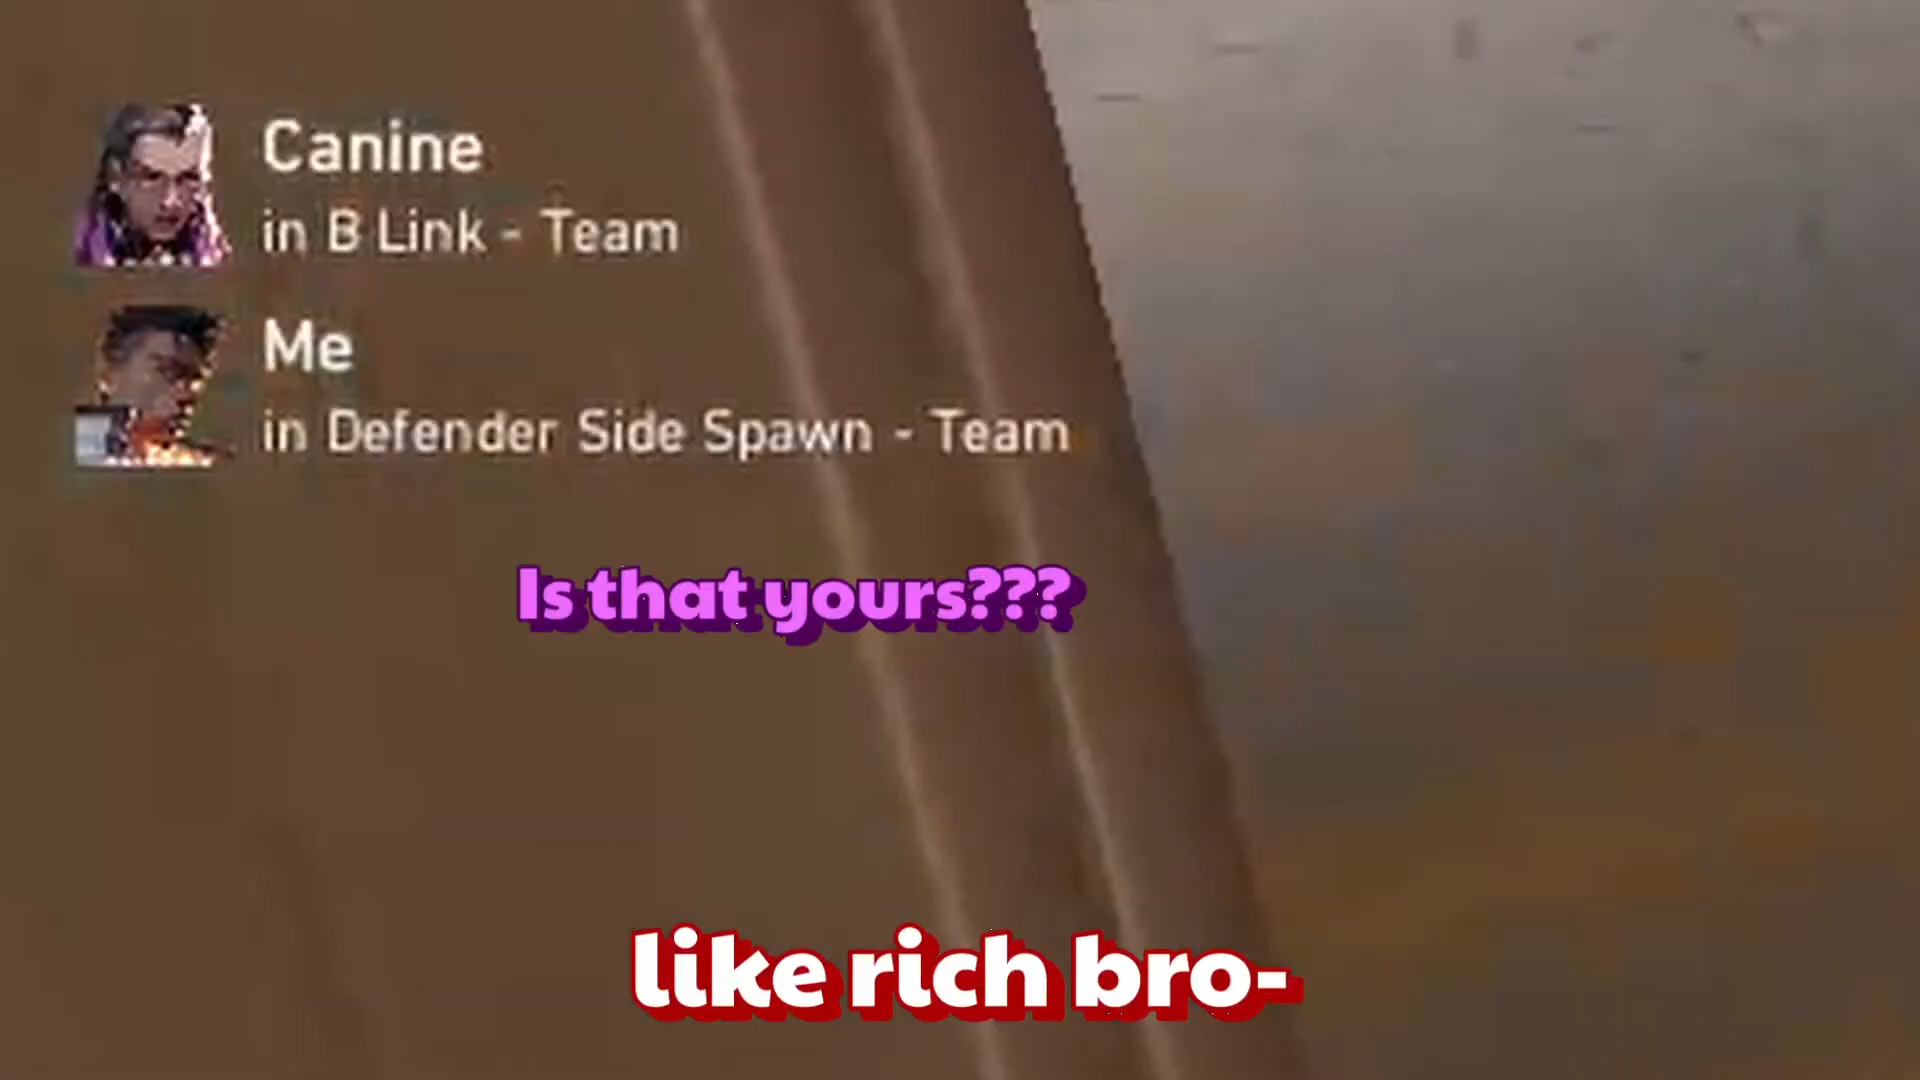 Canine
in B Link - Team
Me
in Defender Side Spawn - Team
Is that yours???
like rich bro-